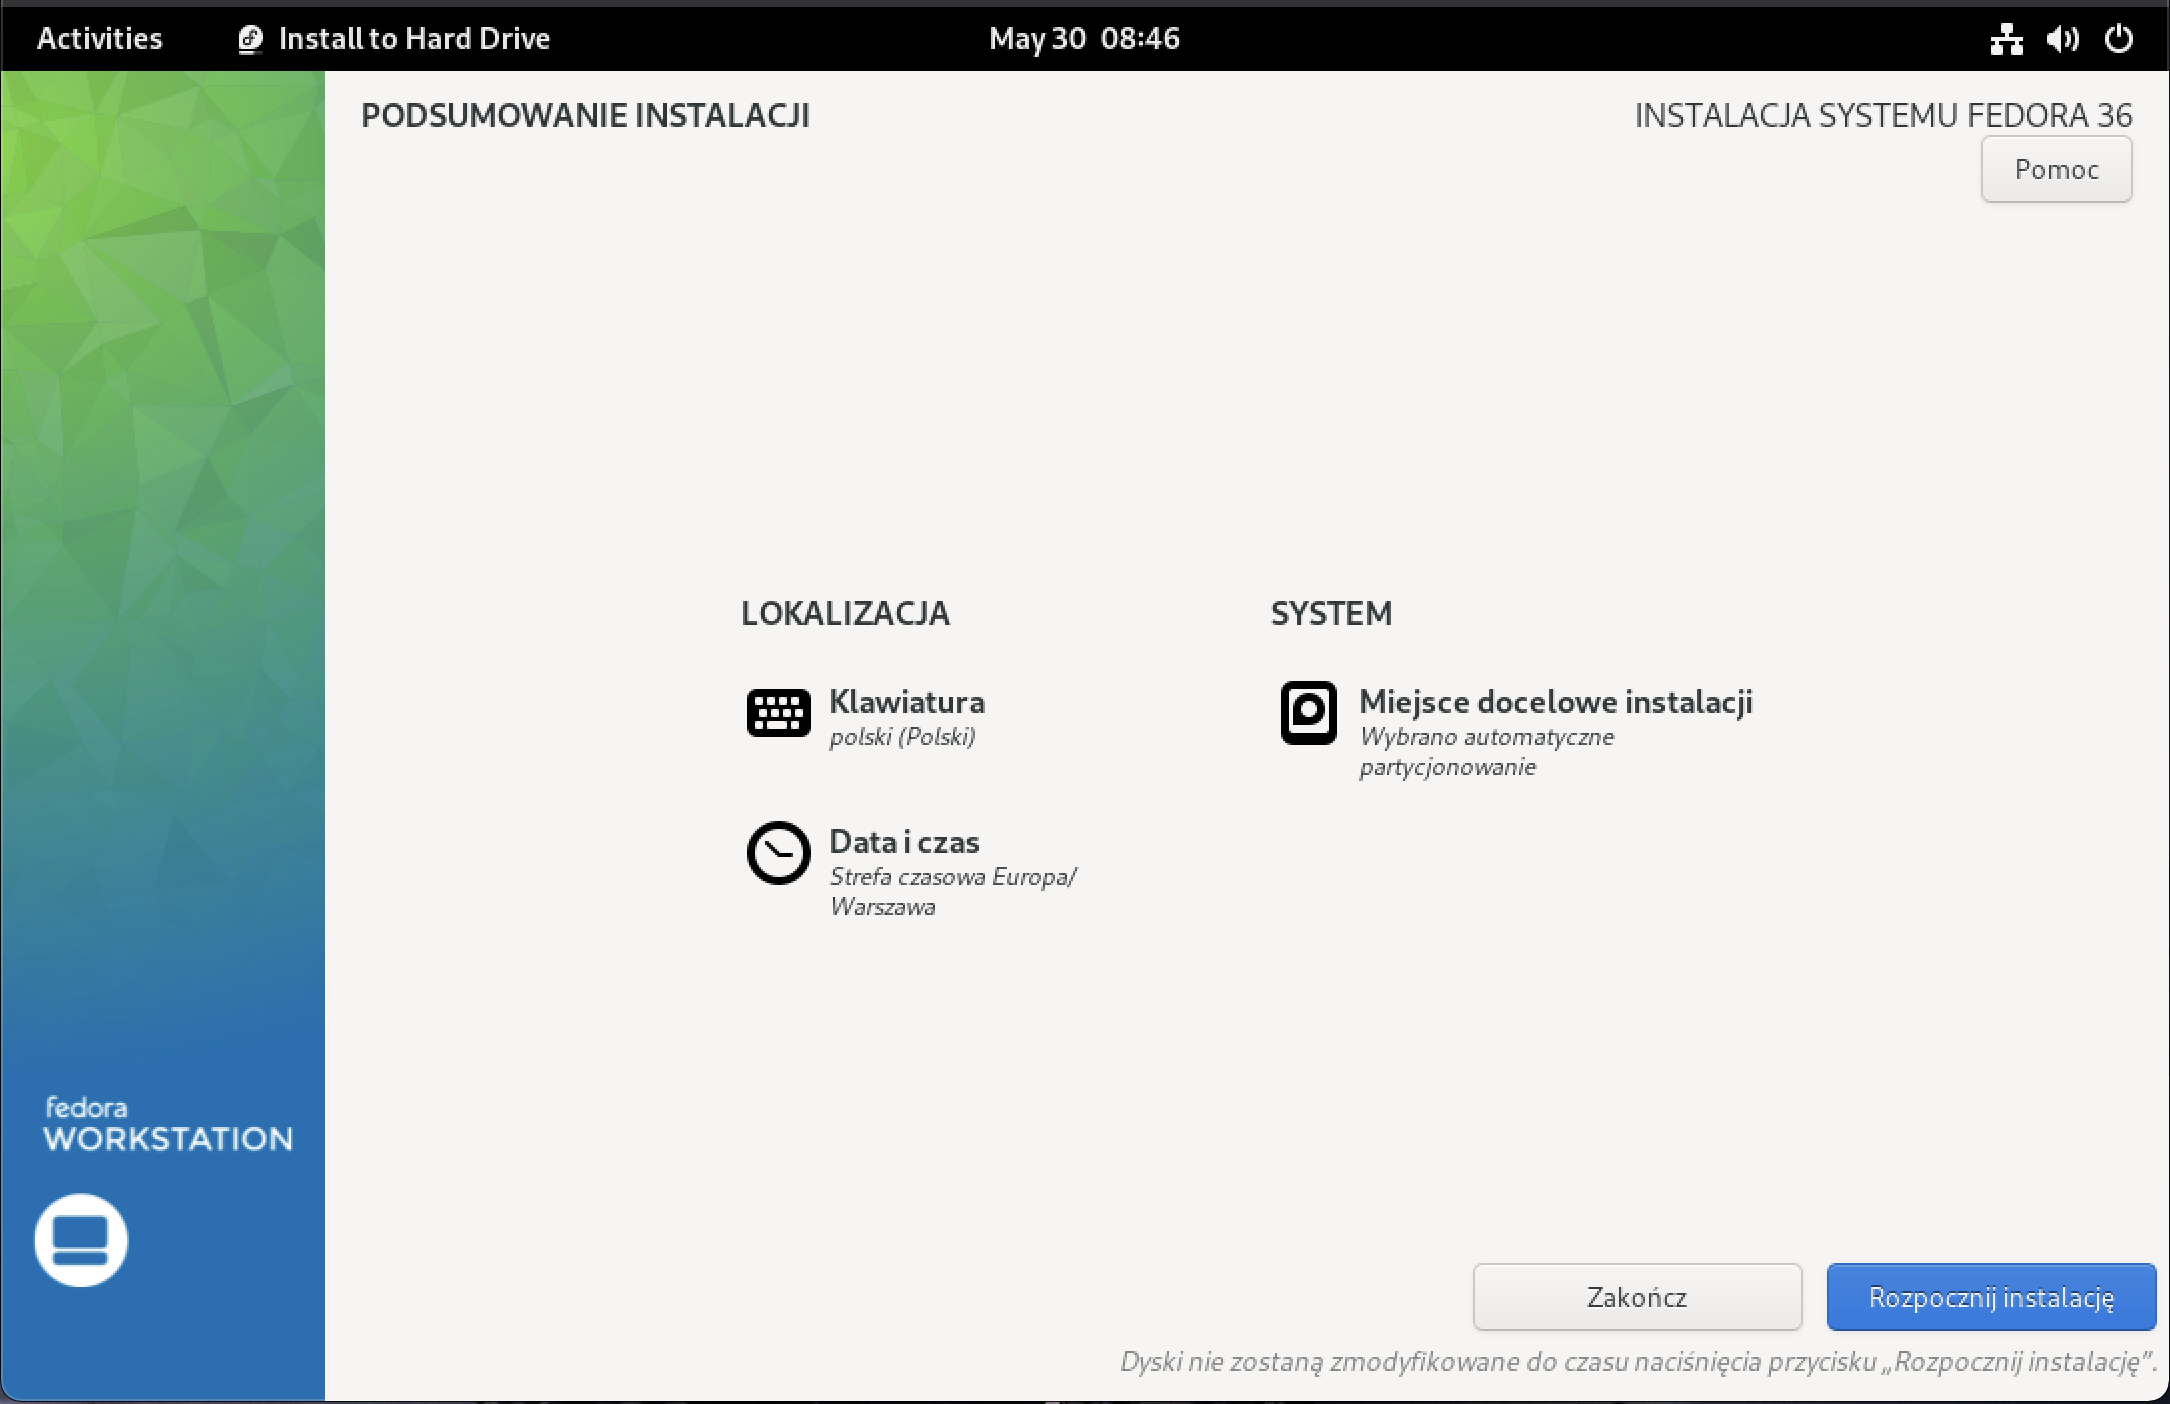 Activities
Install to Hard Drive
May 30 08:46
PODSUMOWANIE INSTALACJI
INSTALACJA SYSTEMU FEDORA 36
Pomoc
LOKALIZACJA
Klawiatura
polski (Polski)
Data i czas
Strefa czasowa Europa/
Warszawa
SYSTEM
Miejsce docelowe instalacji
Wybrano automatyczne
partycjonowanie
fedora
WORKSTATION
Zakończ
Rozpocznij instalację
Dyski nie zostaną zmodyfikowane do czasu naciśnięcia przycisku „Rozpocznij instalację”.